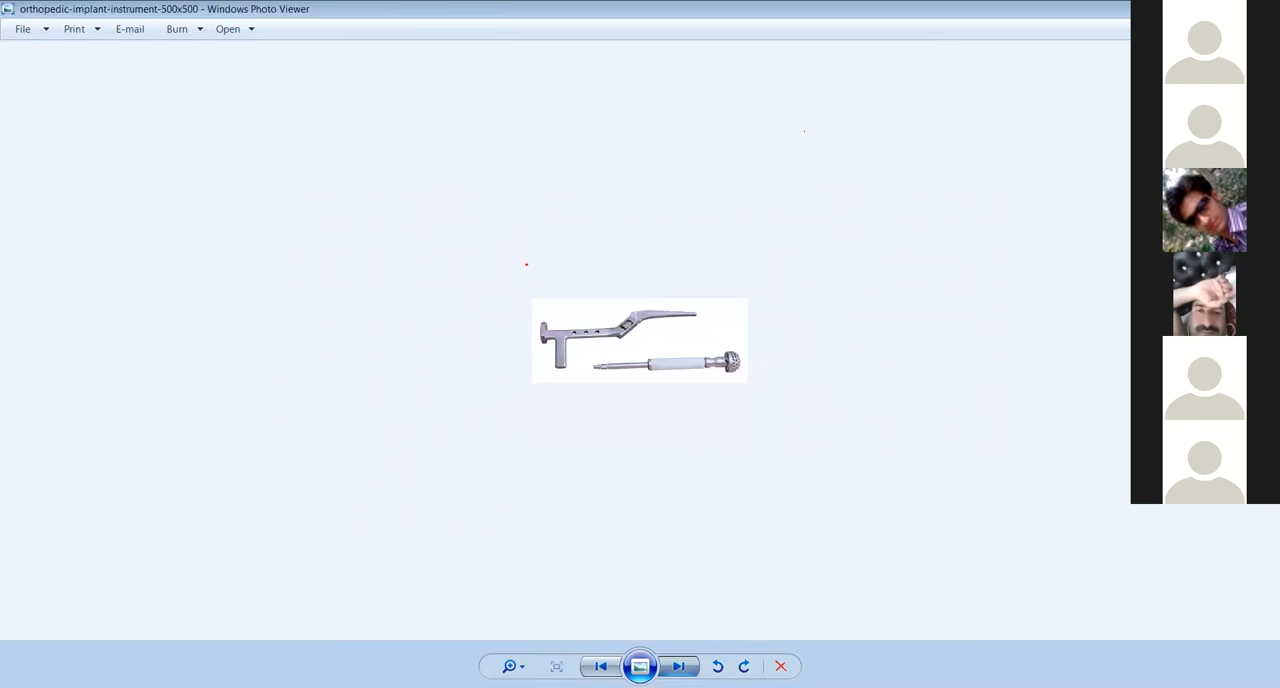 orthopedic-implant-instrument-500x500 - Windows Photo Viewer
File Print E-mail Burn Open